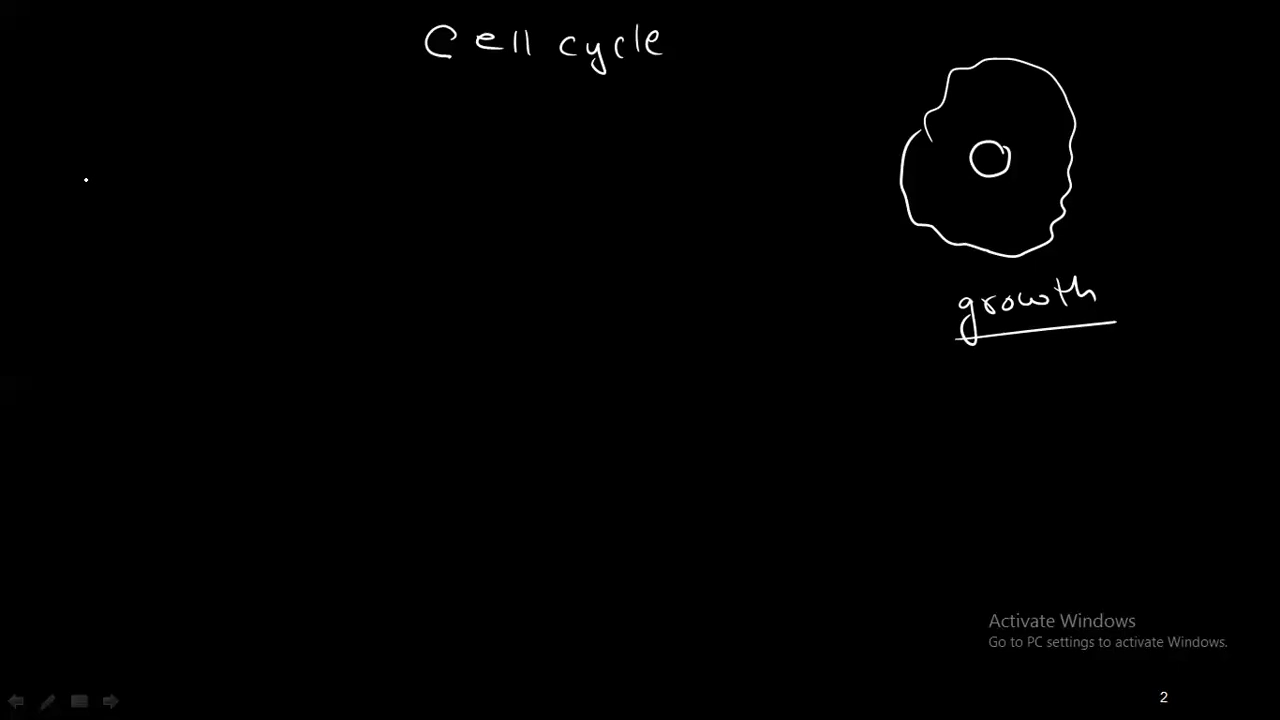 Cell cycle
growth
Activate Windows
Go to PC settings to activate Windows.
2